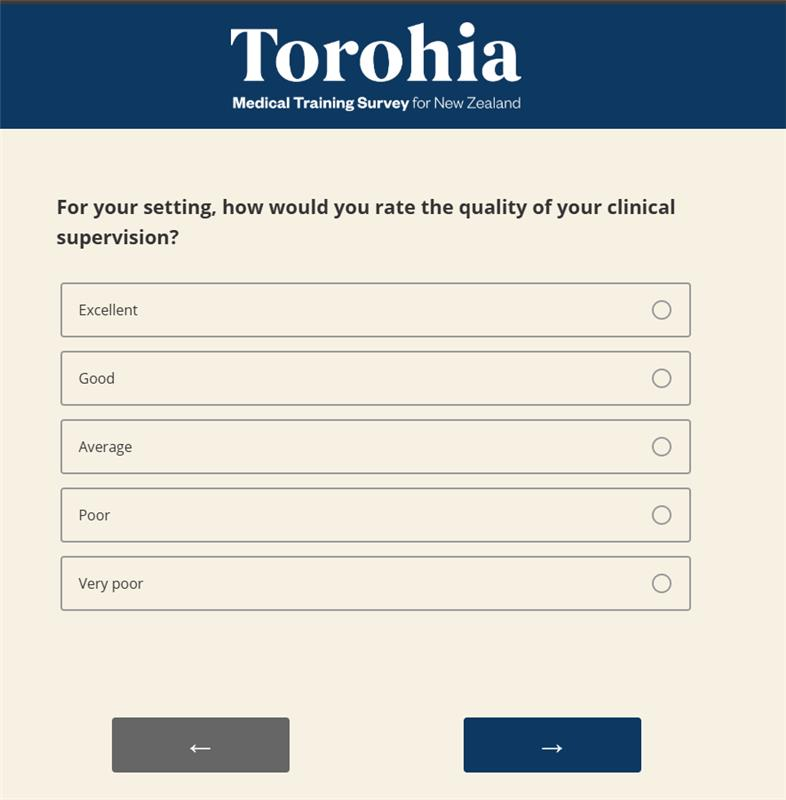 Torohia
Medical Training Survey for New Zealand
For your setting, how would you rate the quality of your clinical
supervision?
Excellent
Good
Average
Poor
Very poor
←
→